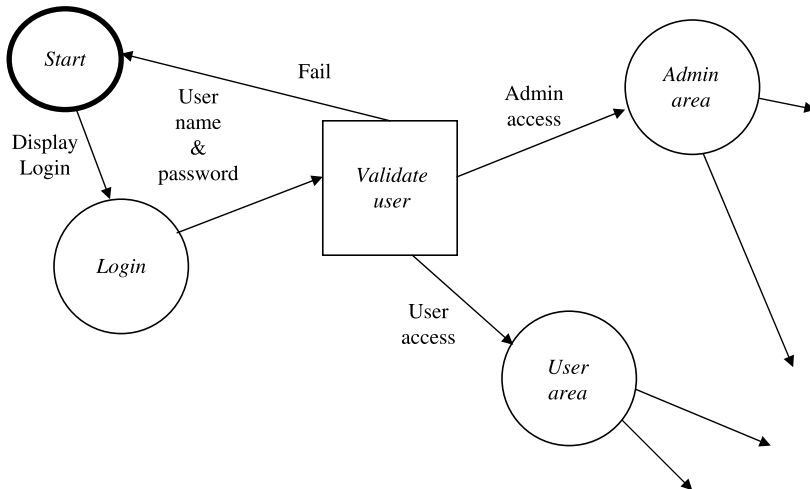 Start
Fail
User
name
&
password
Display
Login
Admin
access
Admin
area
Validate
user
Login
User
access
User
area